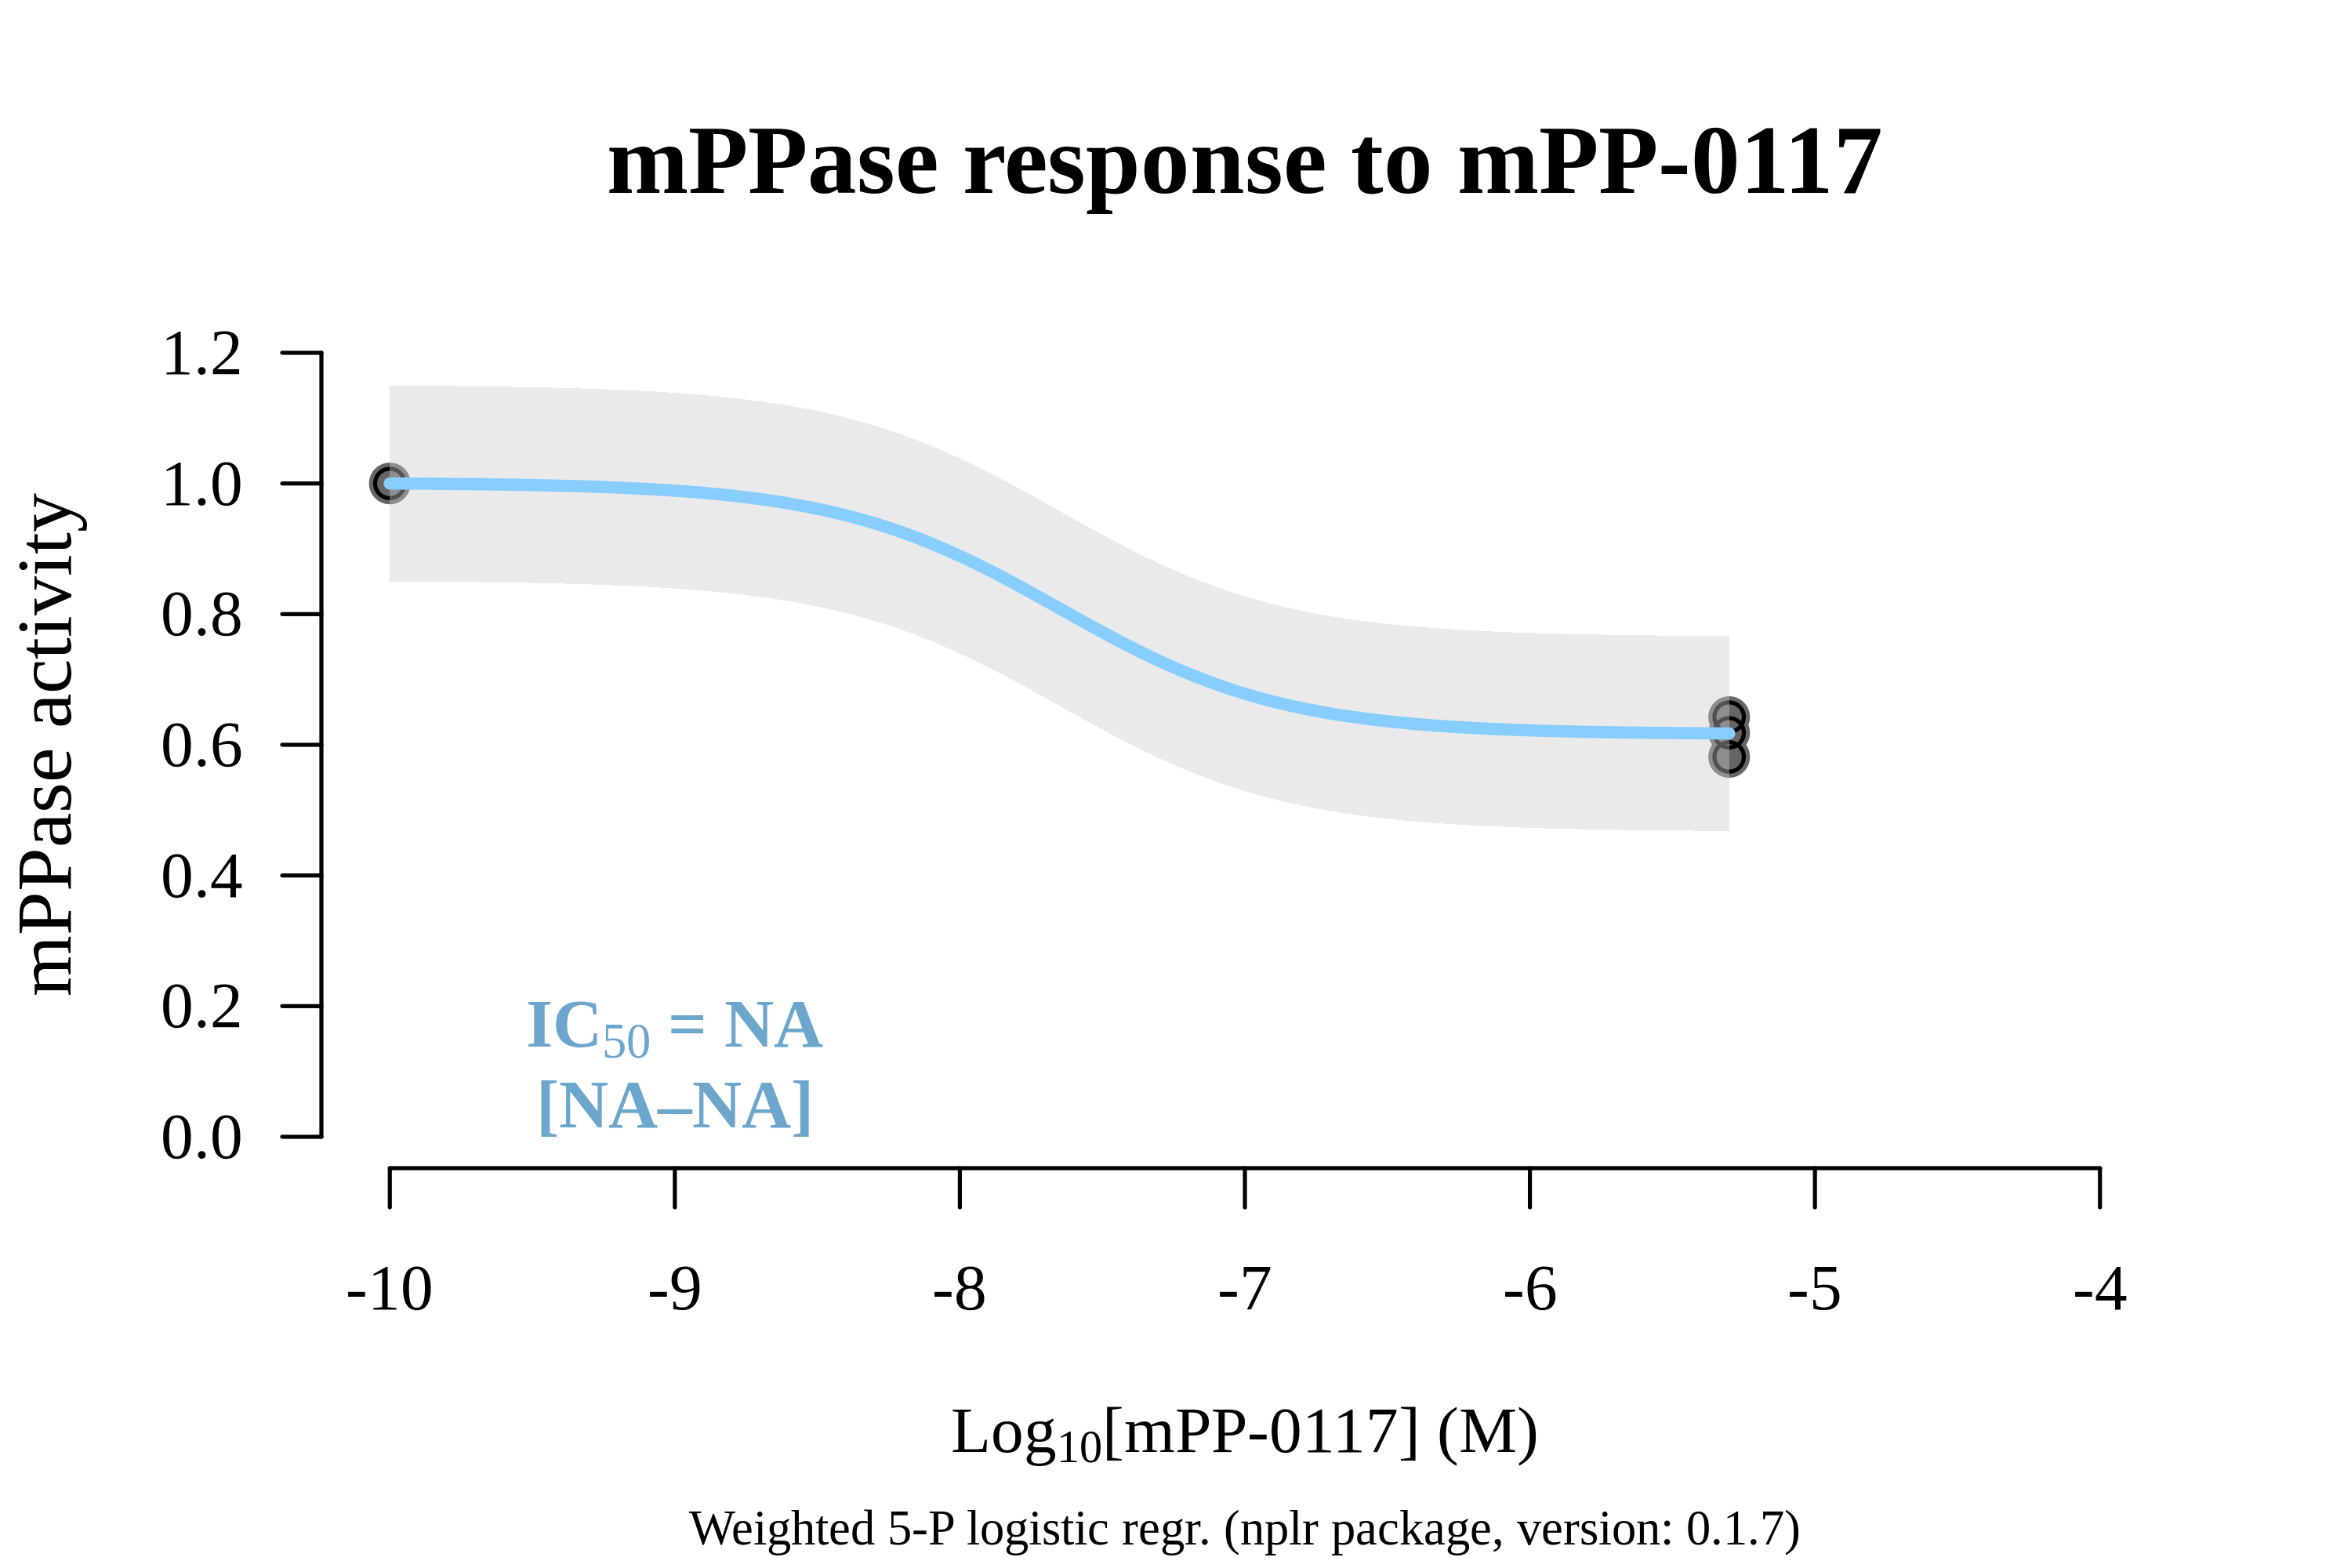 mPPase response to mPP-0117
mPPase activity
1.2
1.0
0.8
0.6
0.4
0.2
0.0
IC50 = NA
[NA–NA]
-10 -9 -8 -7 -6 -5 -4
Log10[mPP-0117] (M)
Weighted 5-P logistic regr. (nplr package, version: 0.1.7)